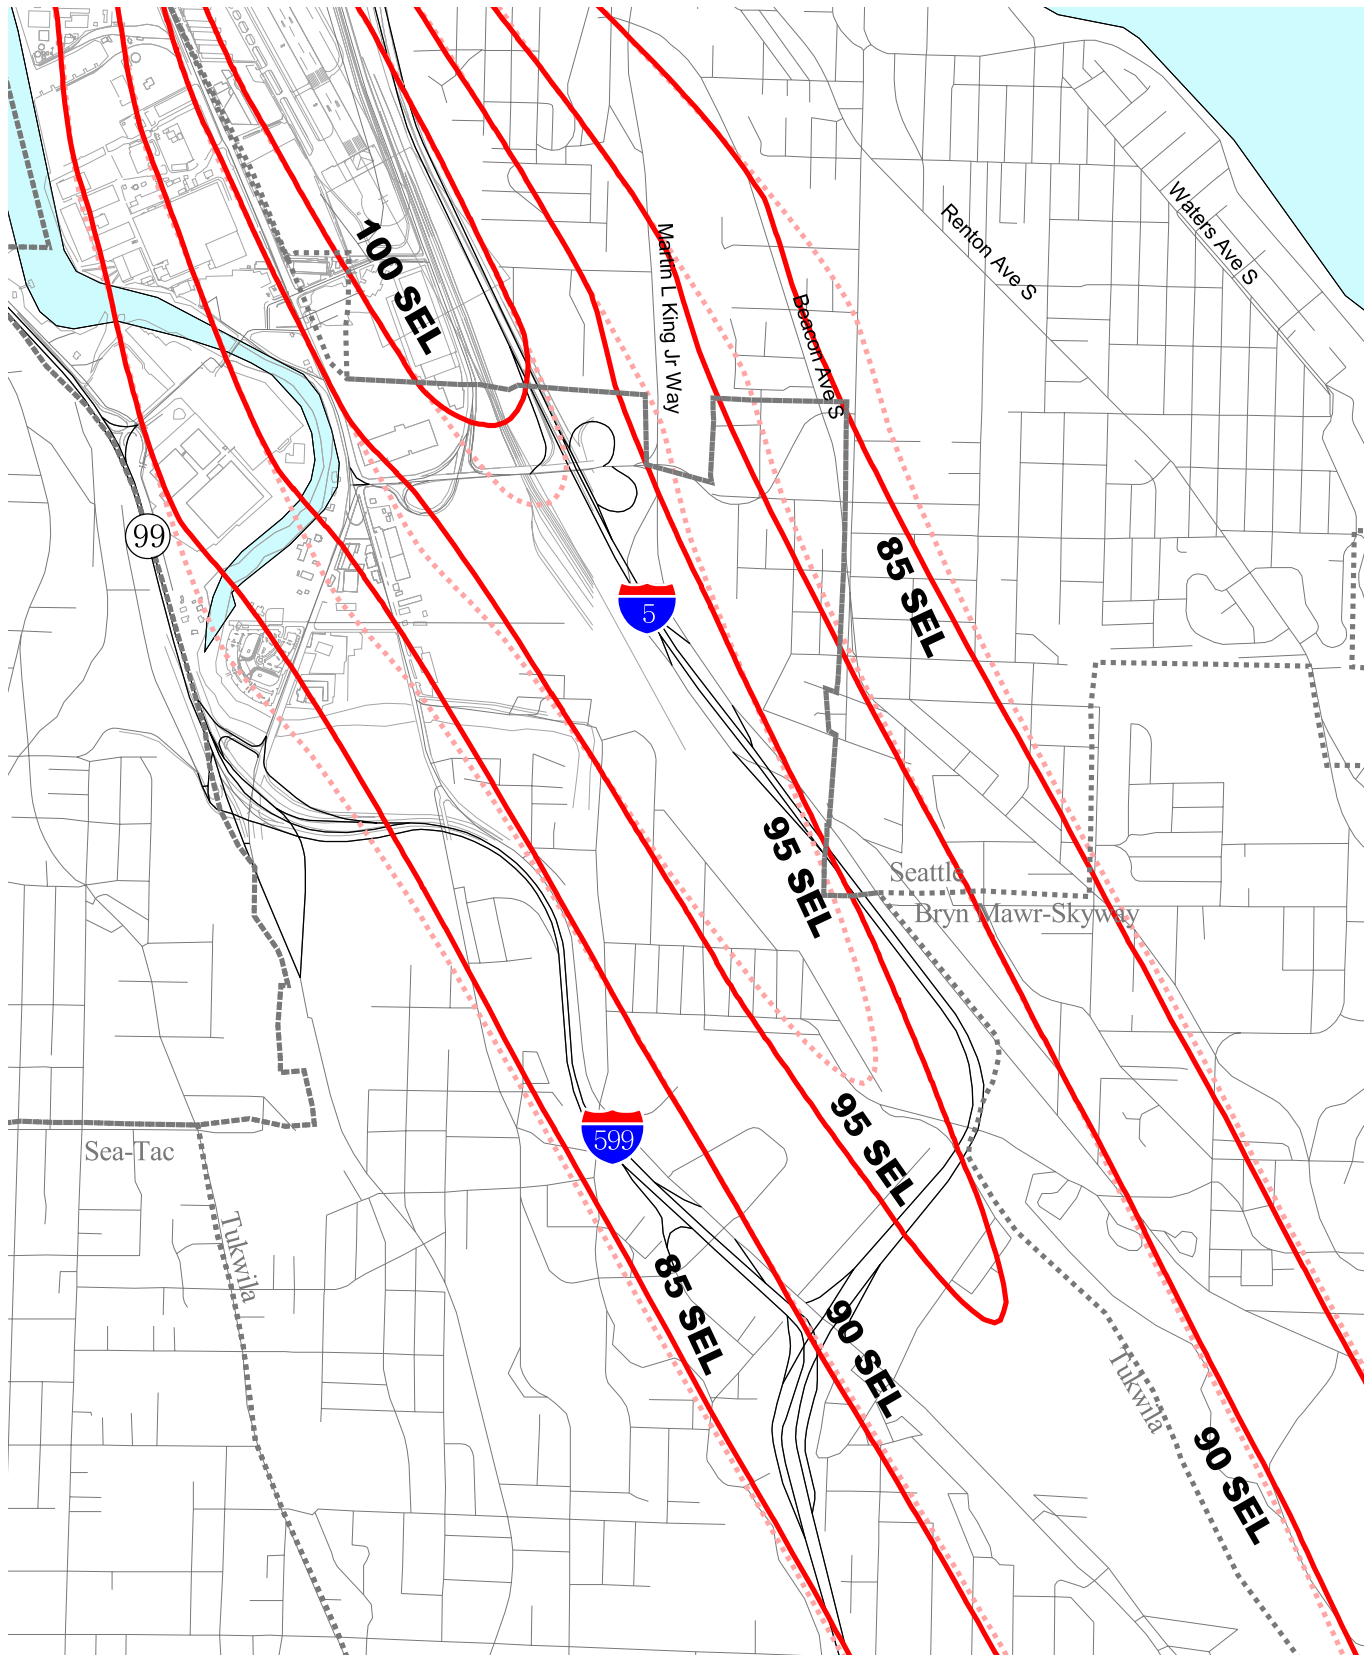 Waters Ave S
Renton Ave S
100 SEL
Martin L King Jr Way
Beacon Ave S
99
85 SEL
5
95 SEL
Seattle
Bryn Mawr-Skyway
95 SEL
599
Sea-Tac
Tukwila
85 SEL
90 SEL
Tukwila
90 SEL